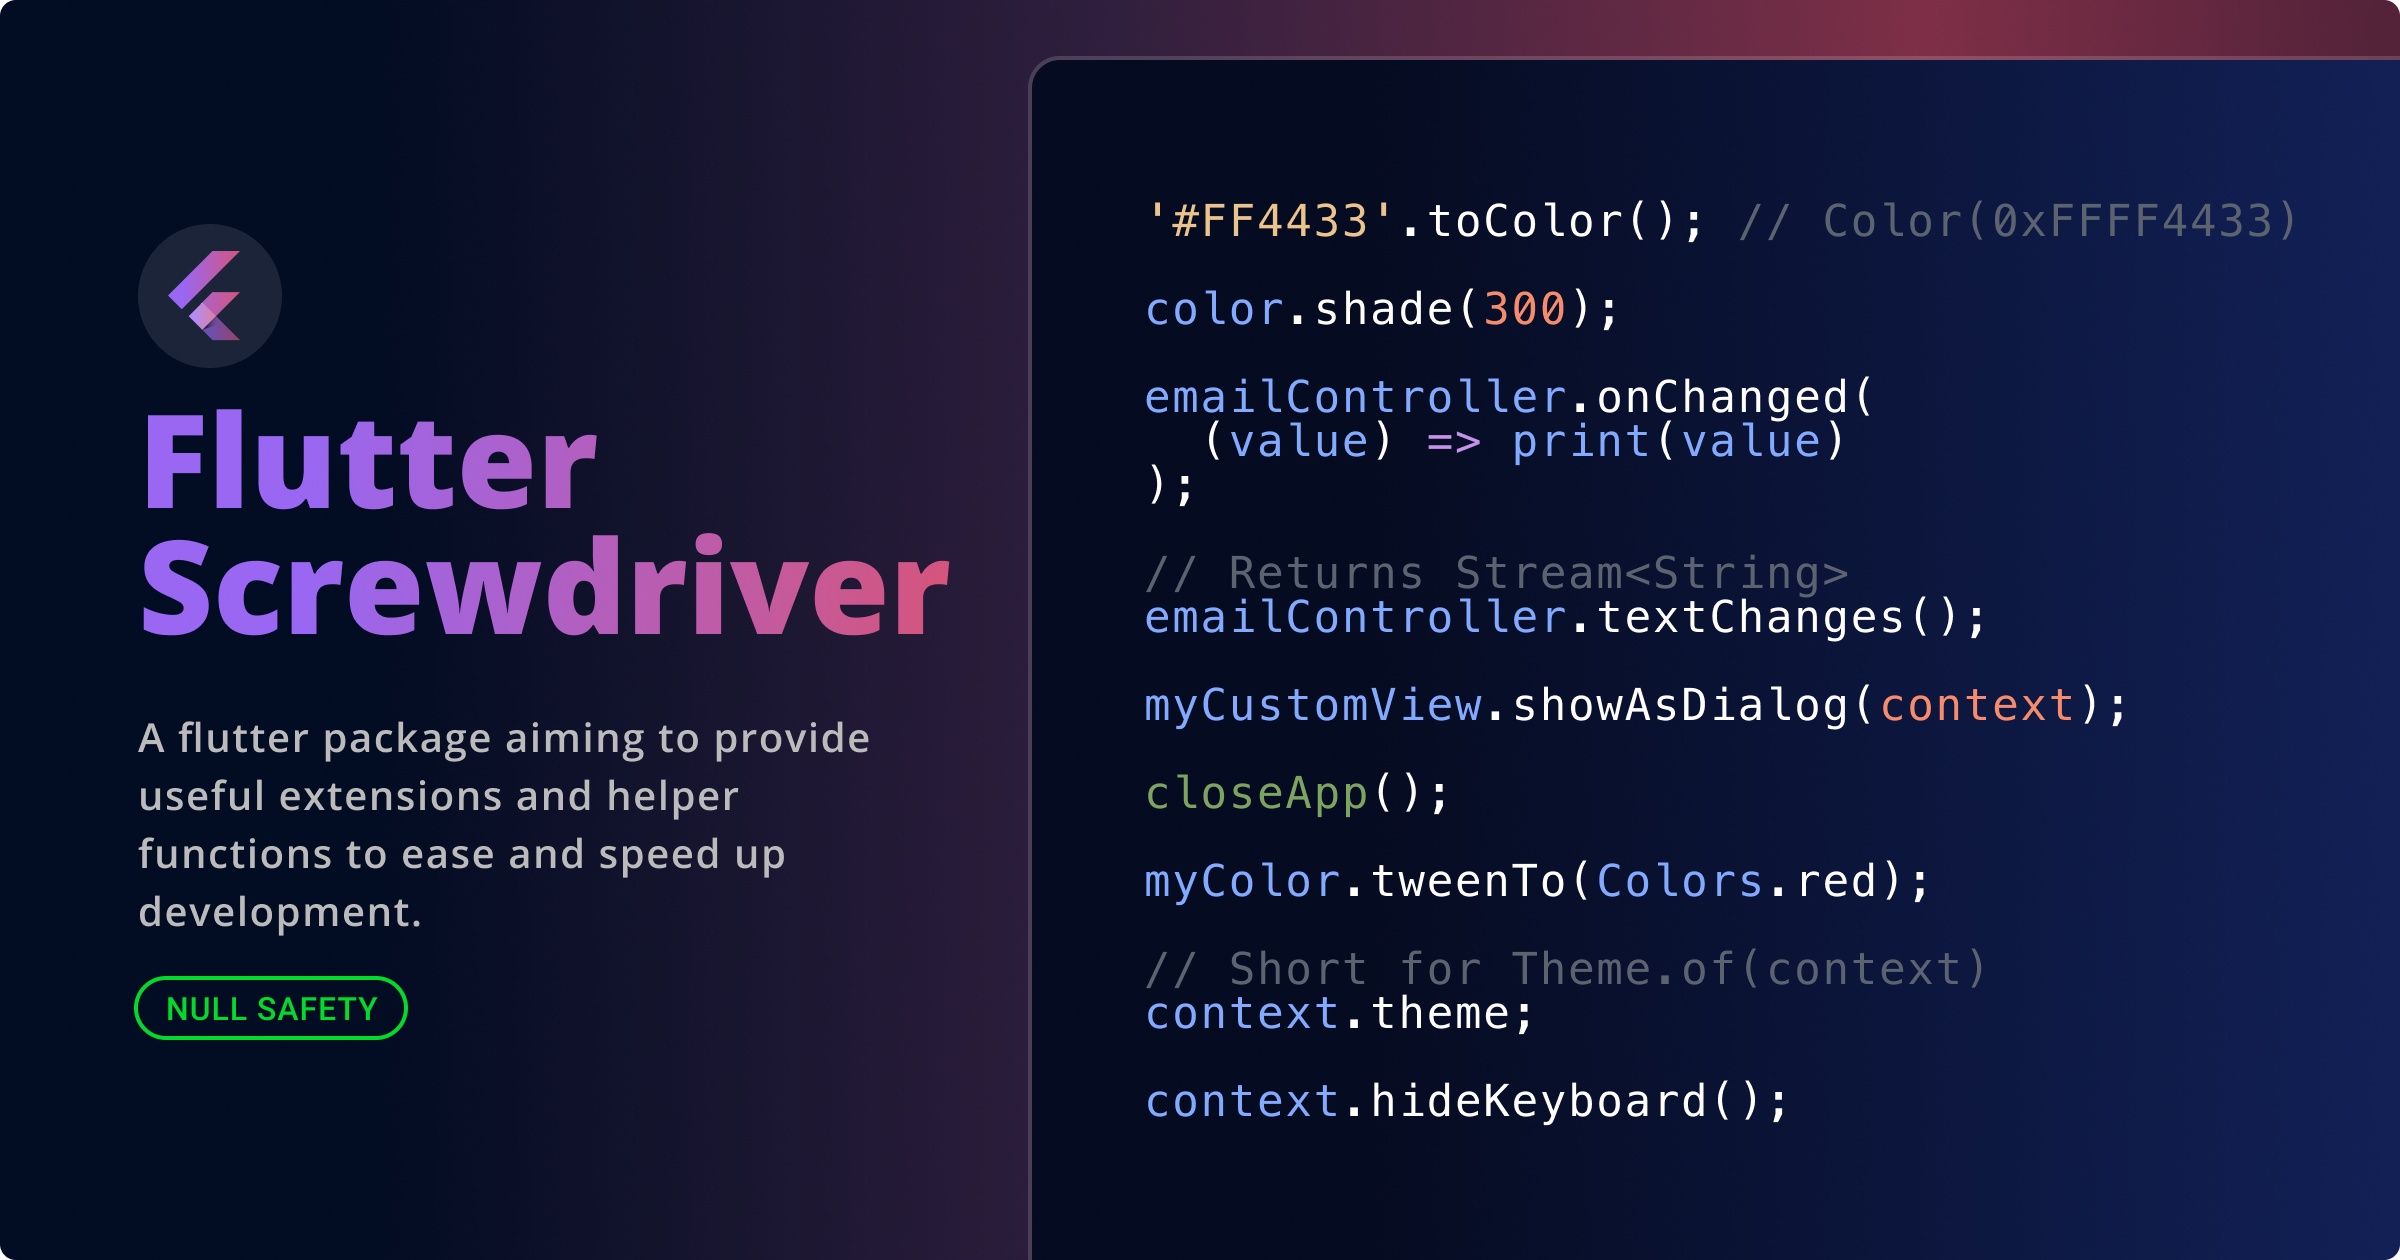 Flutter
Screwdriver
A flutter package aiming to provide
useful extensions and helper
functions to ease and speed up
development.
NULL SAFETY
'#FF4433'.toColor(); // Color(0xFFFF4433)
color.shade(300);
emailController.onChanged(
  (value) => print(value)
);
// Returns Stream<String>
emailController.textChanges();
myCustomView.showAsDialog(context);
closeApp();
myColor.tweenTo(Colors.red);
// Short for Theme.of(context)
context.theme;
context.hideKeyboard();